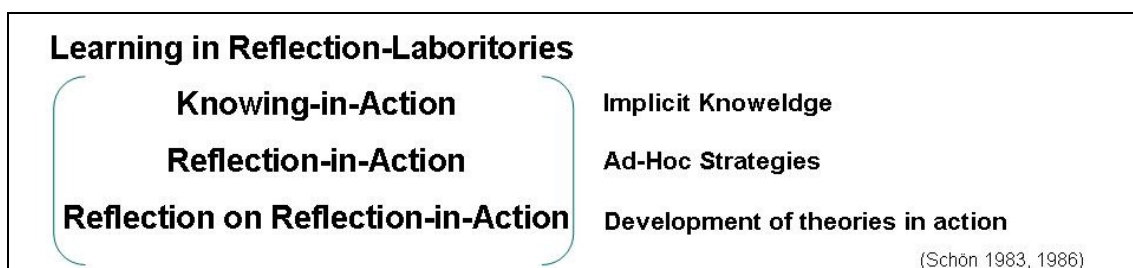 Learning in Reflection-Laboritories
Knowing-in-Action Implicit Knoweldge
Reflection-in-Action Ad-Hoc Strategies
Reflection on Reflection-in-Action Development of theories in action
(Schön 1983, 1986)